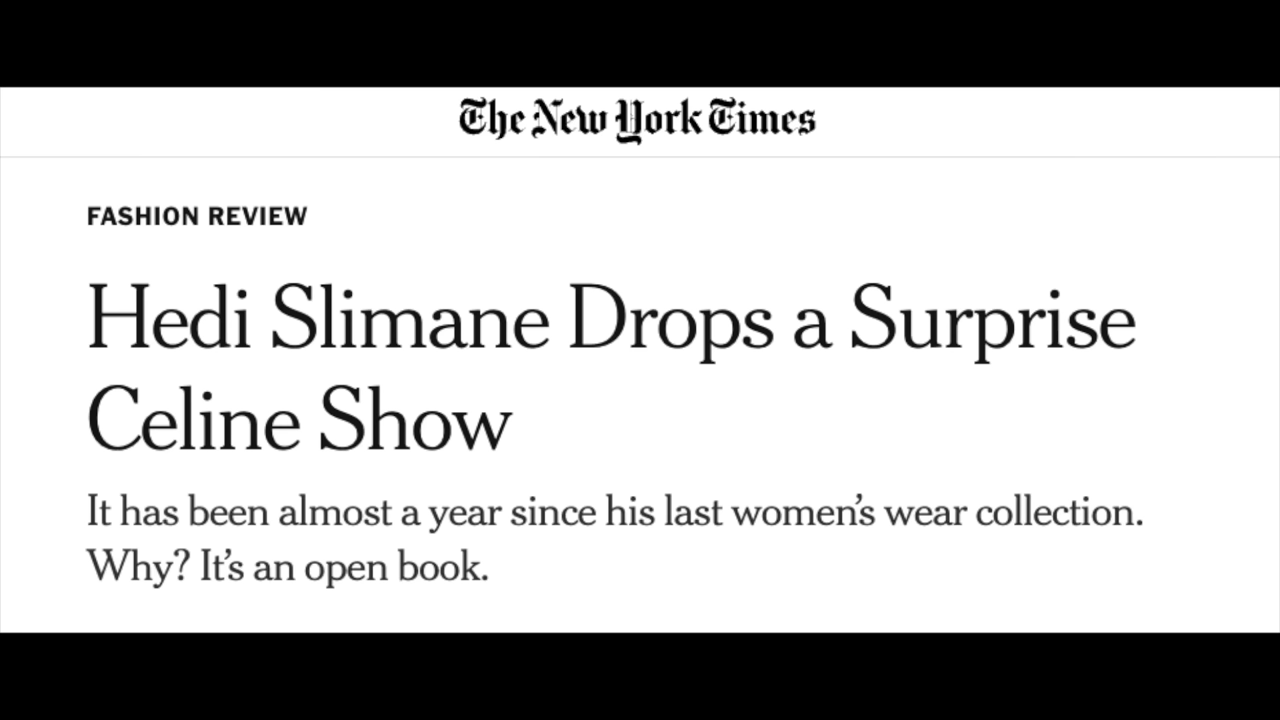 The New York Times
FASHION REVIEW
Hedi Slimane Drops a Surprise
Celine Show
It has been almost a year since his last women’s wear collection.
Why? It’s an open book.